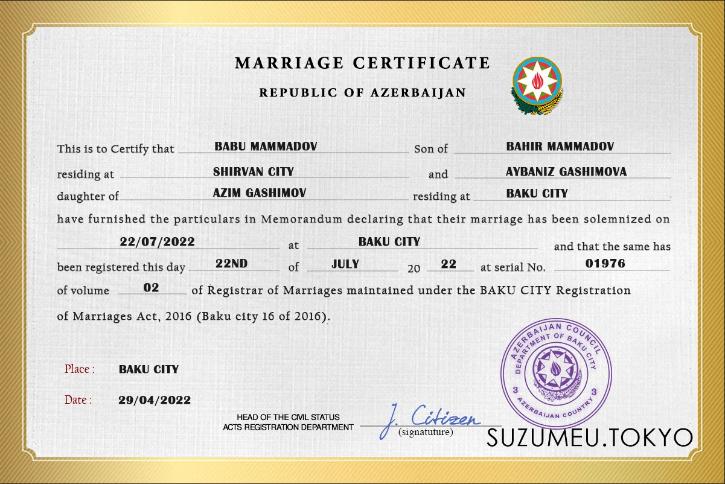 MARRIAGE CERTIFICATE
REPUBLIC OF AZERBAIJAN
This is to Certify that BABU MAMMADOV Son of BAHIR MAMMADOV
residing at SHIRVAN CITY and AYBANIZ GASHIMOVA
daughter of AZIM GASHIMOV residing at BAKU CITY
have furnished the particulars in Memorandum declaring that their marriage has been solemnized on
22/07/2022 at BAKU CITY and that the same has
been registered this day 22ND of JULY 20 22 at serial No. 01976
of volume 02 of Registrar of Marriages maintained under the BAKU CITY Registration
of Marriages Act, 2016 (Baku city 16 of 2016).
AZERBAIJAN COUNCIL
DEPARTMENT OF BAKU CITY
3 3
AZERBAIJAN COUNTRY
Place : BAKU CITY
Date : 29/04/2022
HEAD OF THE CIVIL STATUS
ACTS REGISTRATION DEPARTMENT
J. Citizen
(signatuture)
SUZUMEU.TOKYO